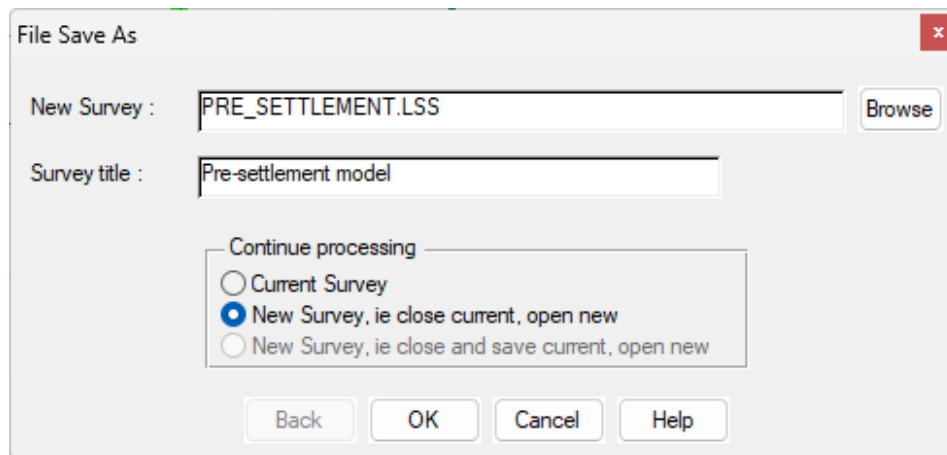 File Save As
x
New Survey :
PRE_SETTLEMENT.LSS
Browse
Survey title :
Pre-settlement model
Continue processing
Current Survey
New Survey, ie close current, open new
New Survey, ie close and save current, open new
Back
OK
Cancel
Help